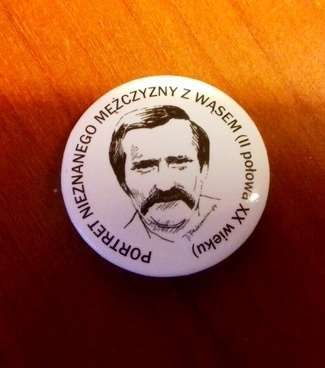 PORTRET NIEZNANEGO MĘŻCZYZNY Z WĄSEM (II połowa XX wieku)